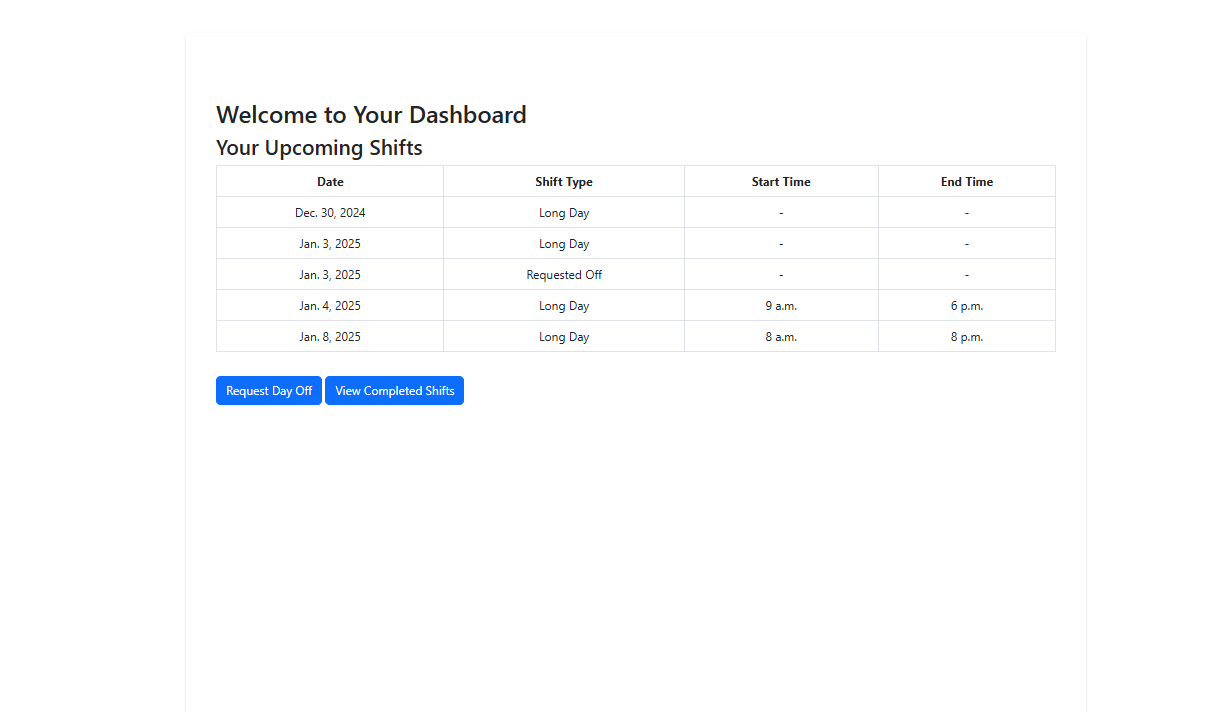 Welcome to Your Dashboard
Your Upcoming Shifts
Date Shift Type Start Time End Time
Dec. 30, 2024 Long Day - -
Jan. 3, 2025 Long Day - -
Jan. 3, 2025 Requested Off - -
Jan. 4, 2025 Long Day 9 a.m. 6 p.m.
Jan. 8, 2025 Long Day 8 a.m. 8 p.m.
Request Day Off View Completed Shifts